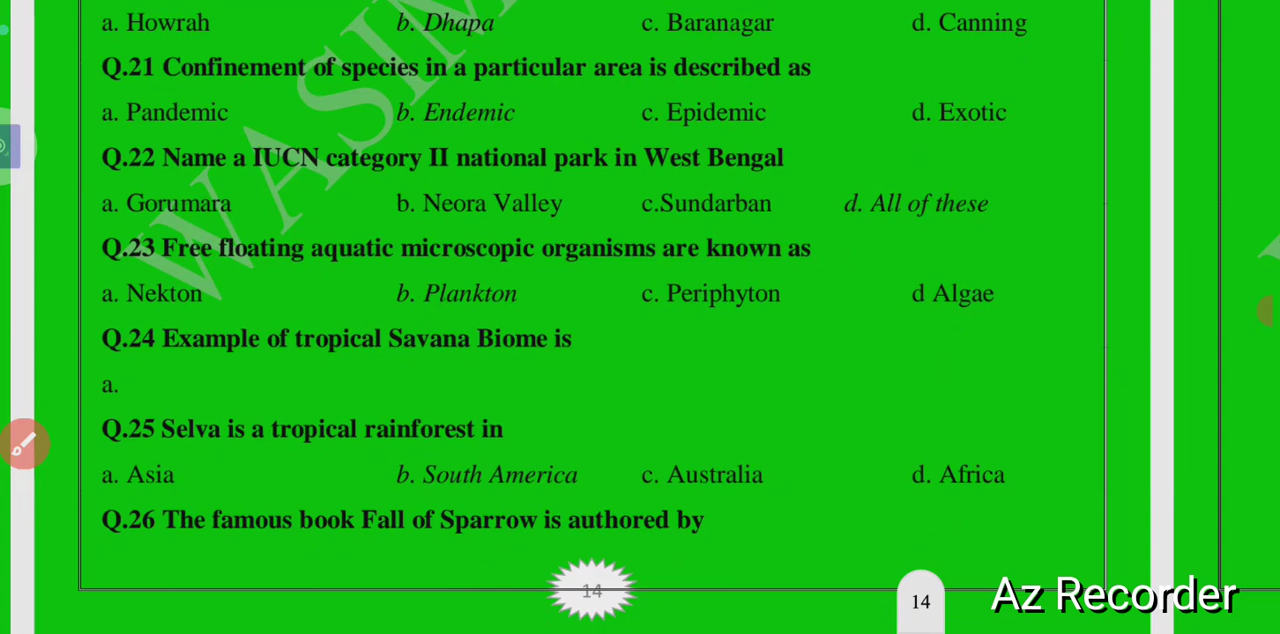 a. Howrah b. Dhapa c. Baranagar d. Canning
Q.21 Confinement of species in a particular area is described as
a. Pandemic b. Endemic c. Epidemic d. Exotic
Q.22 Name a IUCN category II national park in West Bengal
a. Gorumara b. Neora Valley c.Sundarban d. All of these
Q.23 Free floating aquatic microscopic organisms are known as
a. Nekton b. Plankton c. Periphyton d Algae
Q.24 Example of tropical Savana Biome is
a.
Q.25 Selva is a tropical rainforest in
a. Asia b. South America c. Australia d. Africa
Q.26 The famous book Fall of Sparrow is authored by
14
14
Az Recorder
WASIM